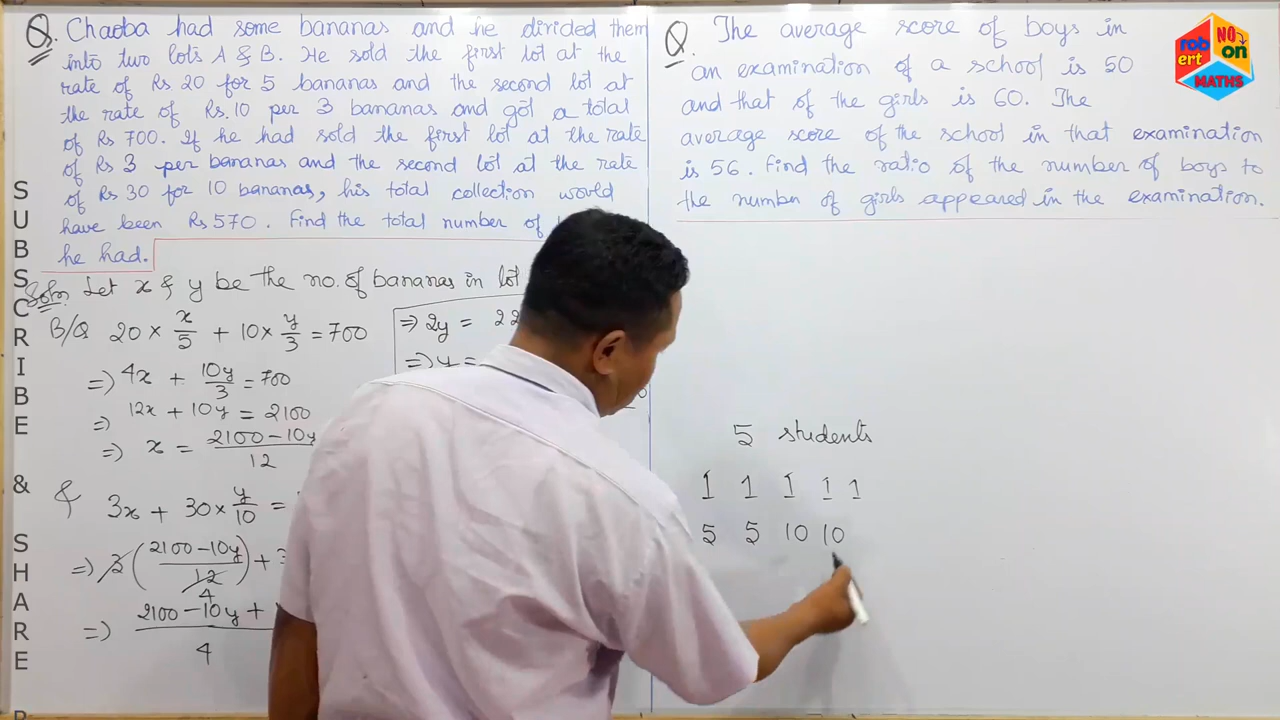 Q. Chaoba had some bananas and he divided them
into two lots A & B. He sold the first lot at the
rate of Rs 20 for 5 bananas and the second lot at
the rate of Rs. 10 per 3 bananas and got a total
of Rs 700. If he had sold the first lot at the rate
of Rs 3 per bananas and the second lot at the rate
of Rs 30 for 10 bananas, his total collection would
have been Rs 570. Find the total number of
he had.
Soln. Let x & y be the no. of bananas in lot
B/Q 20 × x/5 + 10 × y/3 = 700
=> 4x + 10y/3 = 700
=> 12x + 10y = 2100
=> x = 2100-10y/12
& 3x + 30 × y/10 =
=> 3(2100-10y/12 4) +
=> 2100-10y + /4
=> 2y = 22
=> y =
Q. The average score of boys in
an examination of a school is 50
and that of the girls is 60. The
average score of the school in that examination
is 56. Find the ratio of the number of boys to
the number of girls appeared in the examination.
5 students
1 1 1 1 1
5 5 10 10
rob ert NO on MATHS
SUBSCRIBE & SHARE